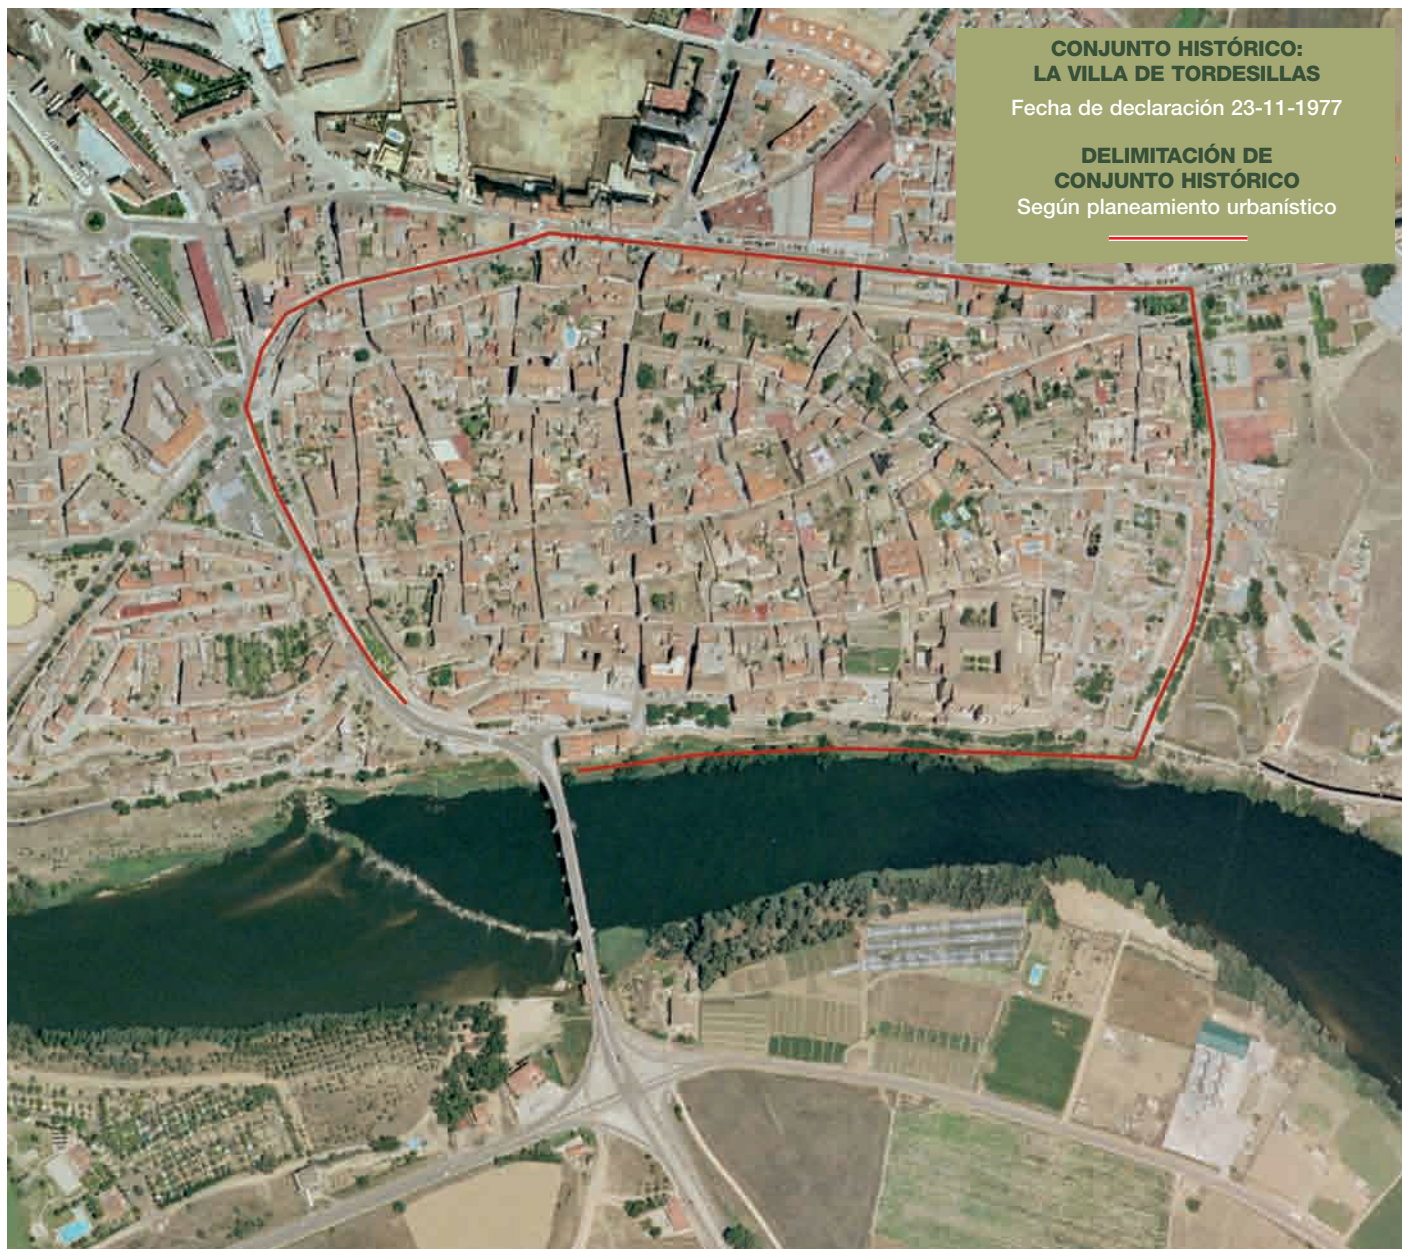 CONJUNTO HISTÓRICO:
LA VILLA DE TORDESILLAS
Fecha de declaración 23-11-1977
DELIMITACIÓN DE
CONJUNTO HISTÓRICO
Según planeamiento urbanístico